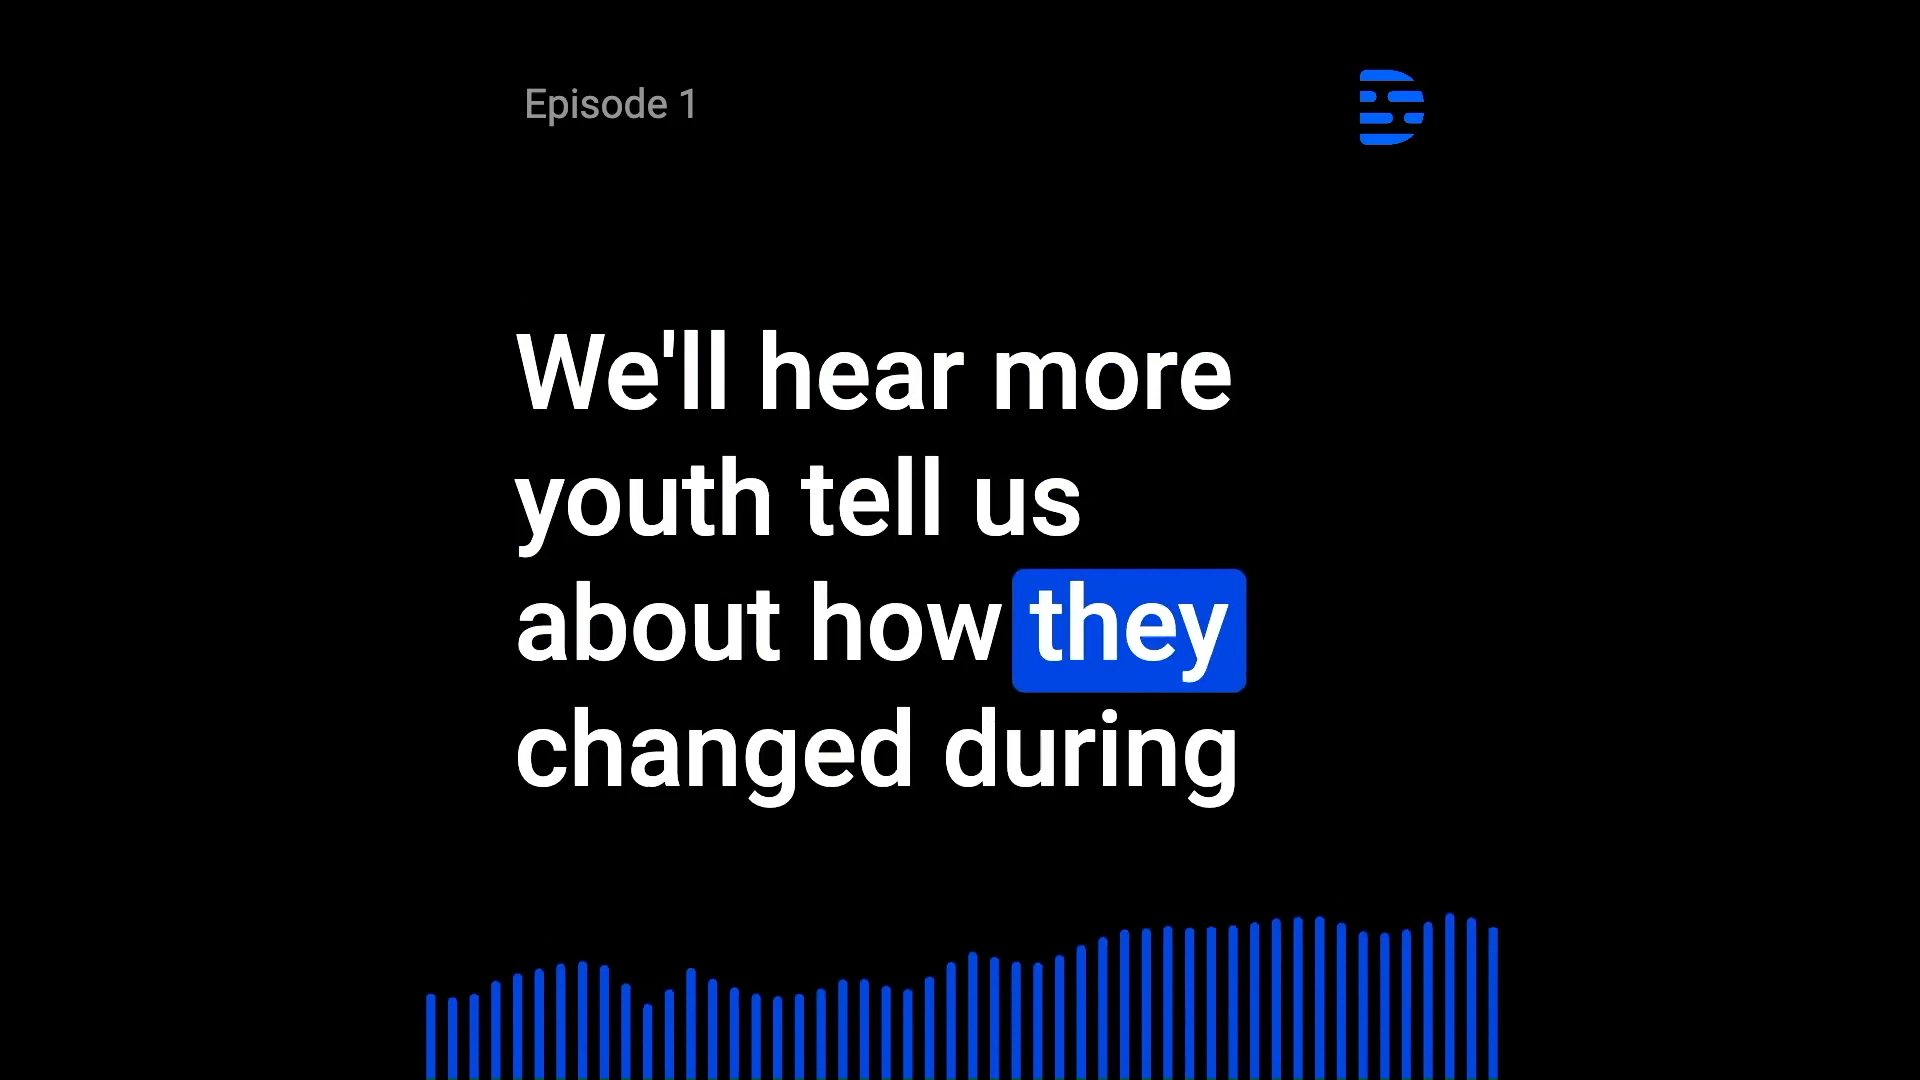 Episode 1
We'll hear more
youth tell us
about how they
changed during